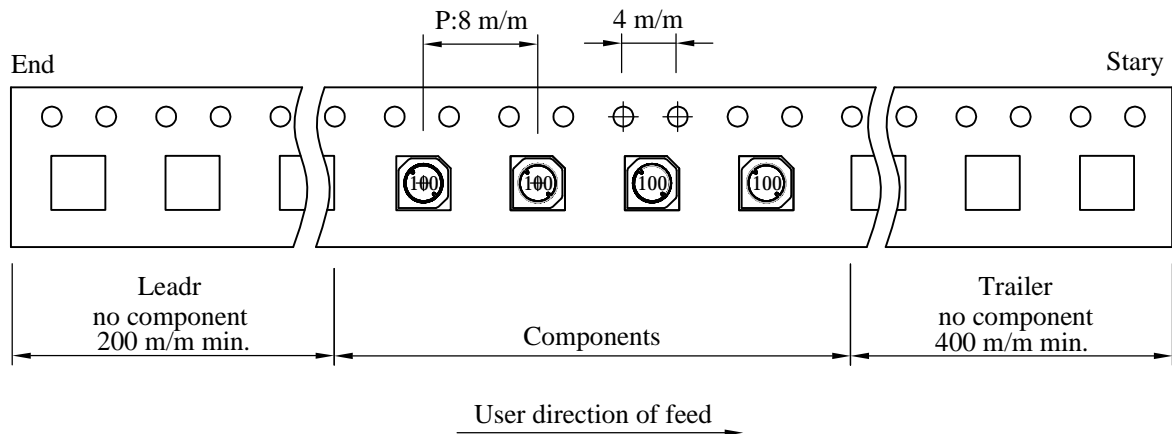 P:8 m/m
4 m/m
End
Stary
100
100
100
100
Leadr
no component
200 m/m min.
Components
Trailer
no component
400 m/m min.
User direction of feed